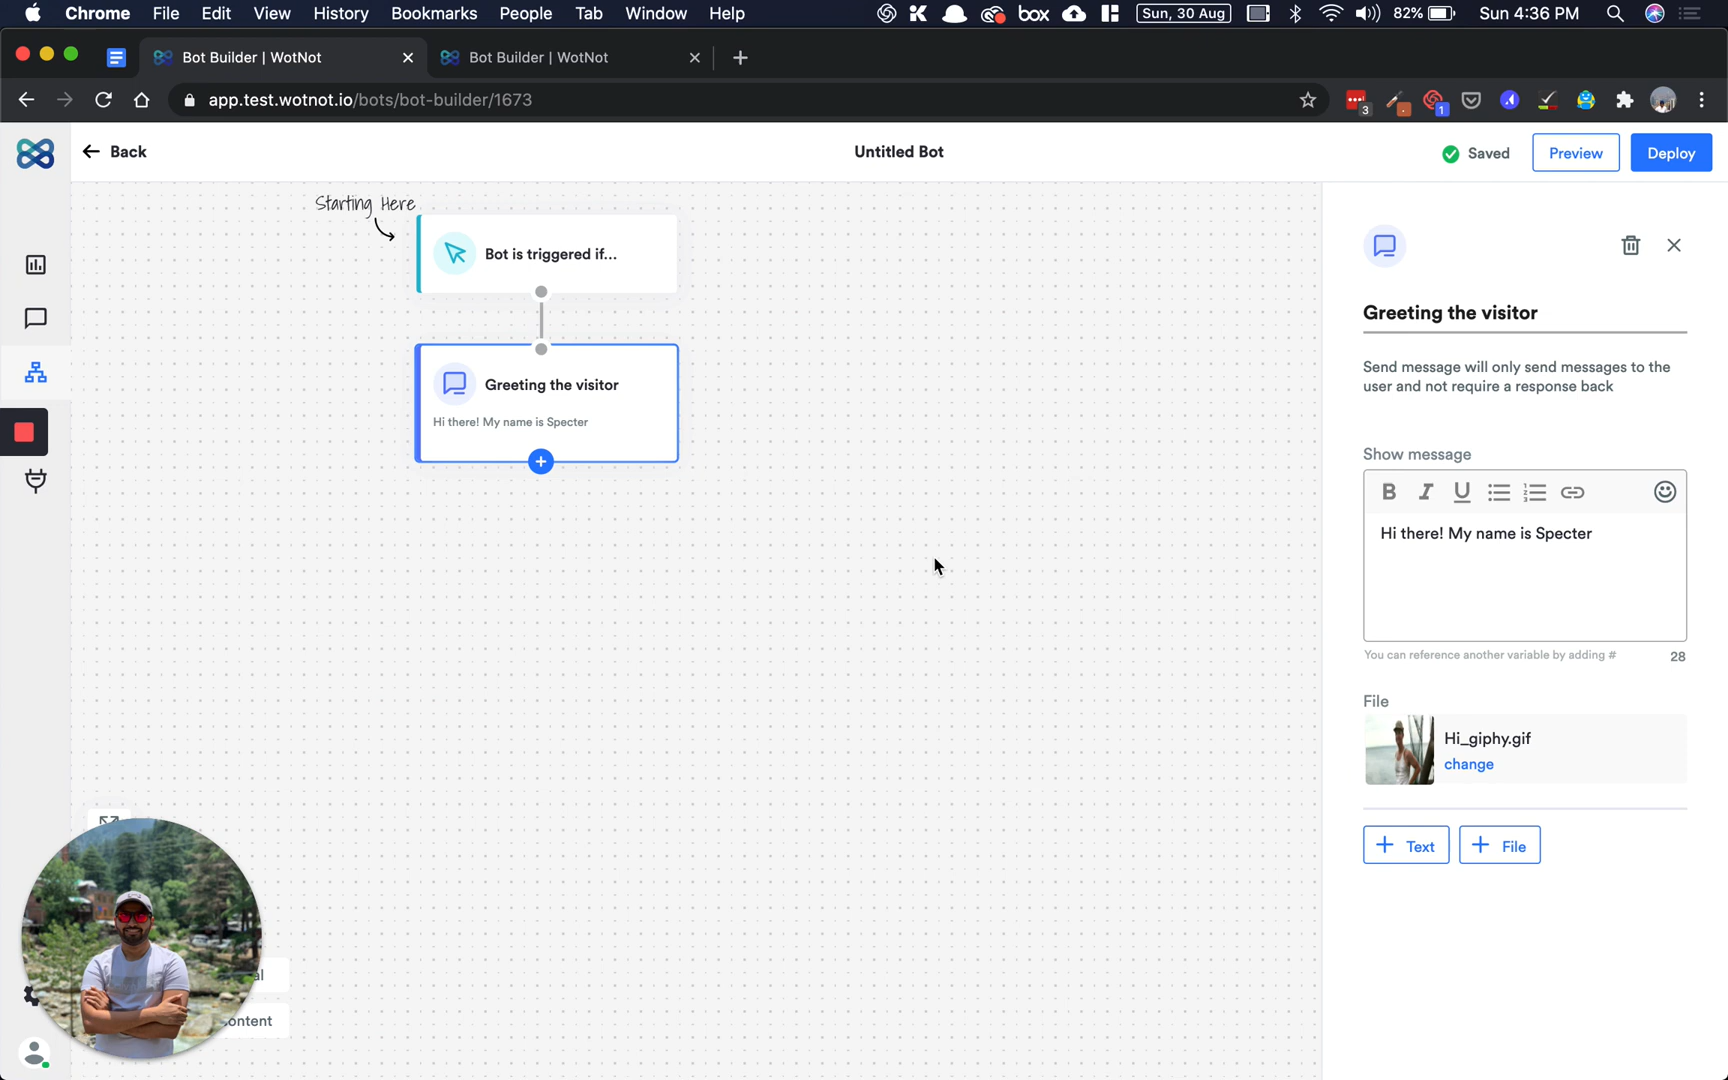 Chrome File Edit View History Bookmarks People Tab Window Help
box Sun, 30 Aug 82% Sun 4:36 PM
Bot Builder | WotNot
Bot Builder | WotNot
app.test.wotnot.io/bots/bot-builder/1673
3
1
Back
Untitled Bot
Saved
Preview
Deploy
Starting Here
Bot is triggered if...
Greeting the visitor
Hi there! My name is Specter
Greeting the visitor
Send message will only send messages to the
user and not require a response back
Show message
B I U
Hi there! My name is Specter
You can reference another variable by adding #
28
File
Hi_giphy.gif
change
+ Text
+ File
al
ontent